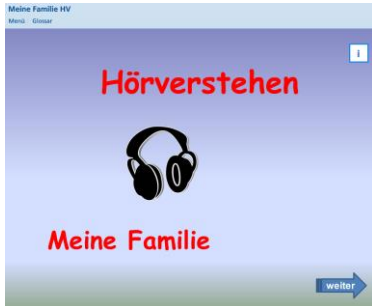 Meine Familie HV
Menü Glossar
i
Hörverstehen
Meine Familie
weiter